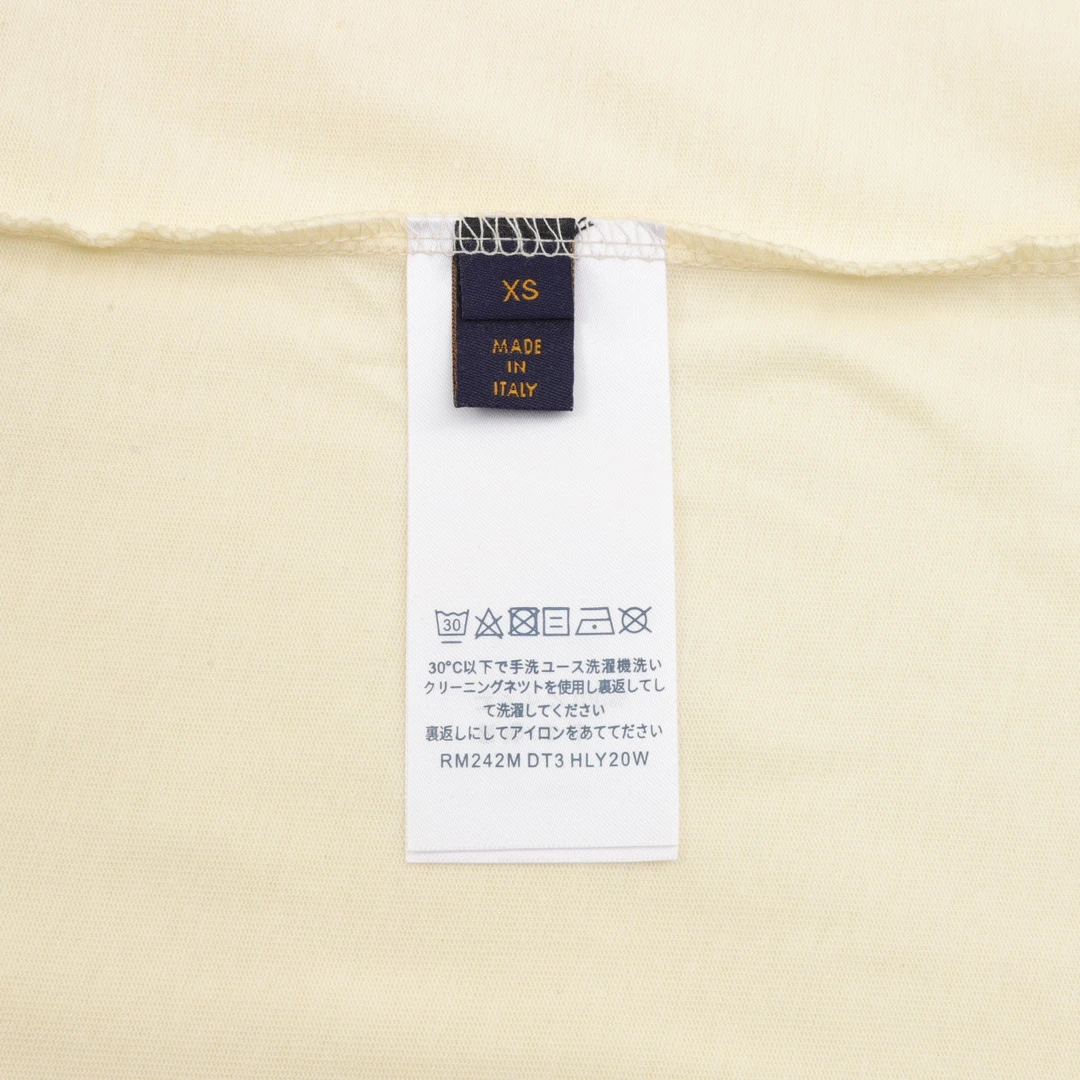 XS
MADE
IN
ITALY
30
30°C以下で手洗ユース洗濯機洗い
クリーニングネツトを使用し裏返してし
て洗濯してください
裏返しにしてアイロンをあててださい
RM242M DT3 HLY20W